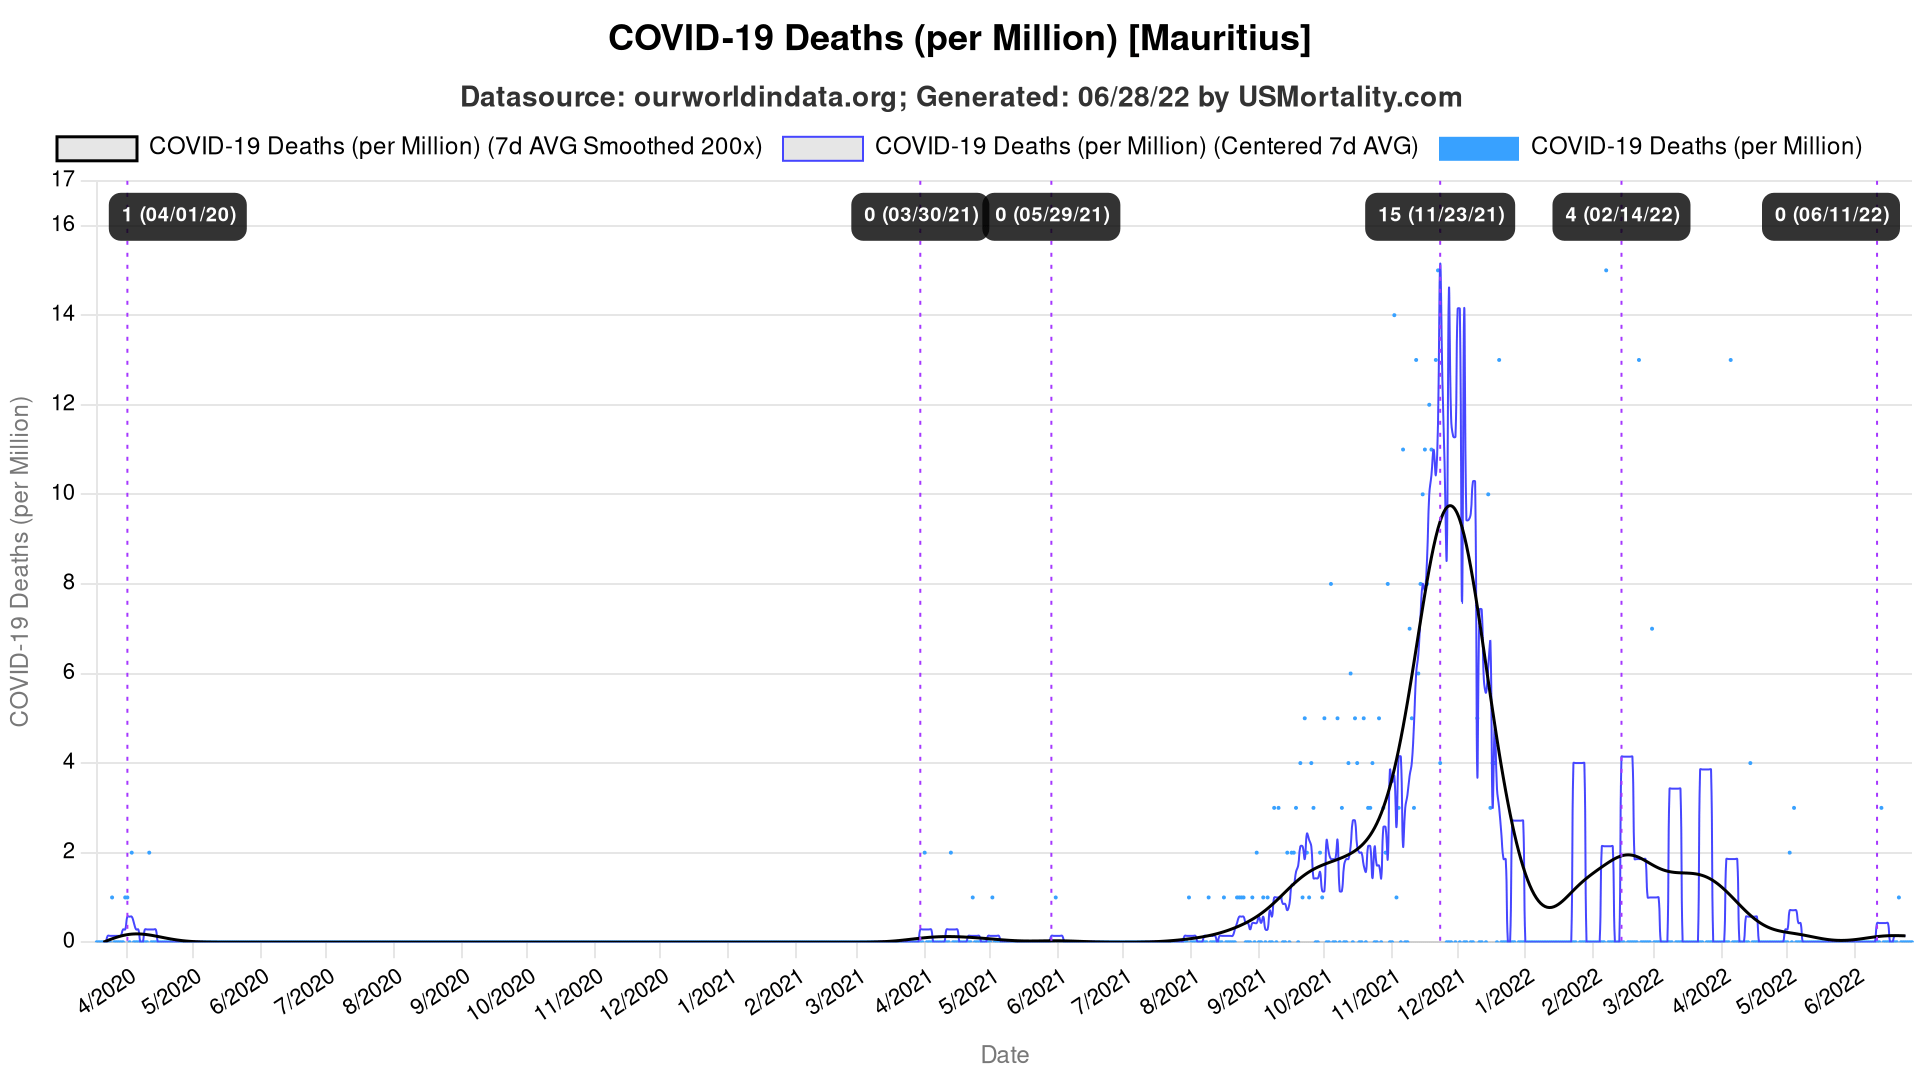 COVID-19 Deaths (per Million) [Mauritius]
Datasource: ourworldindata.org; Generated: 06/28/22 by USMortality.com
COVID-19 Deaths (per Million) (7d AVG Smoothed 200x) COVID-19 Deaths (per Million) (Centered 7d AVG) COVID-19 Deaths (per Million)
17
1 (04/01/20) 0 (03/30/21) 0 (05/29/21) 15 (11/23/21) 4 (02/14/22) 0 (06/11/22)
16
14
12
10
8
6
4
2
0
COVID-19 Deaths (per Million)
4/2020 5/2020 6/2020 7/2020 8/2020 9/2020 10/2020 11/2020 12/2020 1/2021 2/2021 3/2021 4/2021 5/2021 6/2021 7/2021 8/2021 9/2021 10/2021 11/2021 12/2021 1/2022 2/2022 3/2022 4/2022 5/2022 6/2022
Date